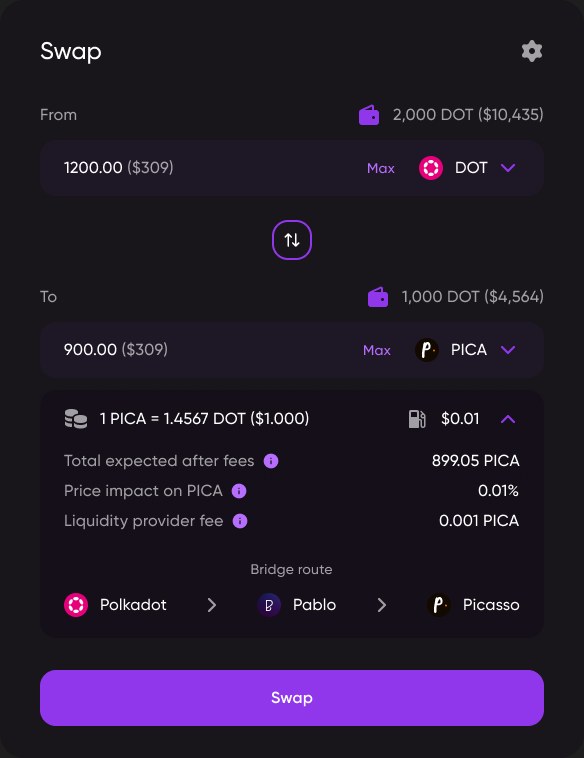 Swap
From 2,000 DOT ($10,435)
1200.00 ($309) Max DOT
To 1,000 DOT ($4,564)
900.00 ($309) Max PICA
1 PICA = 1.4567 DOT ($1.000) $0.01
Total expected after fees 899.05 PICA
Price impact on PICA 0.01%
Liquidity provider fee 0.001 PICA
Bridge route
Polkadot Pablo Picasso
Swap